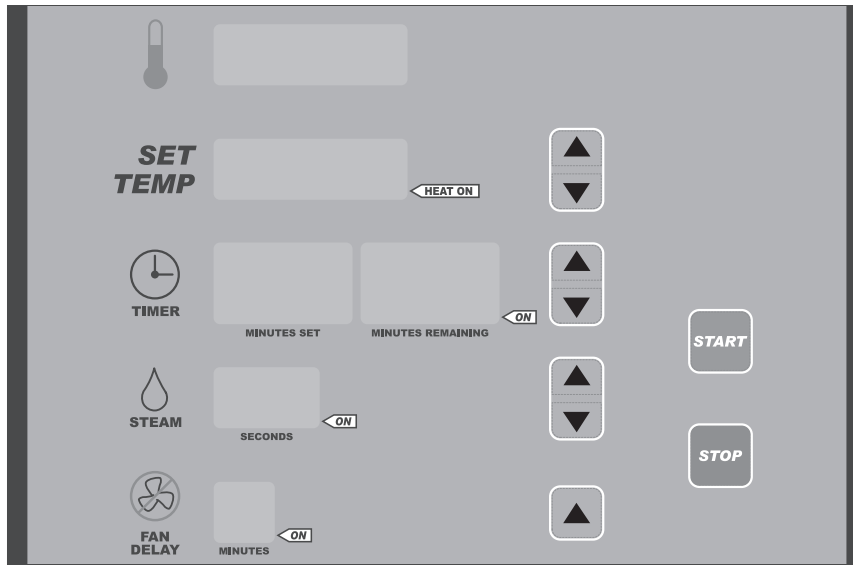 SET
TEMP
HEAT ON
TIMER
MINUTES SET
MINUTES REMAINING
ON
START
STEAM
SECONDS
ON
STOP
FAN
DELAY
MINUTES
ON